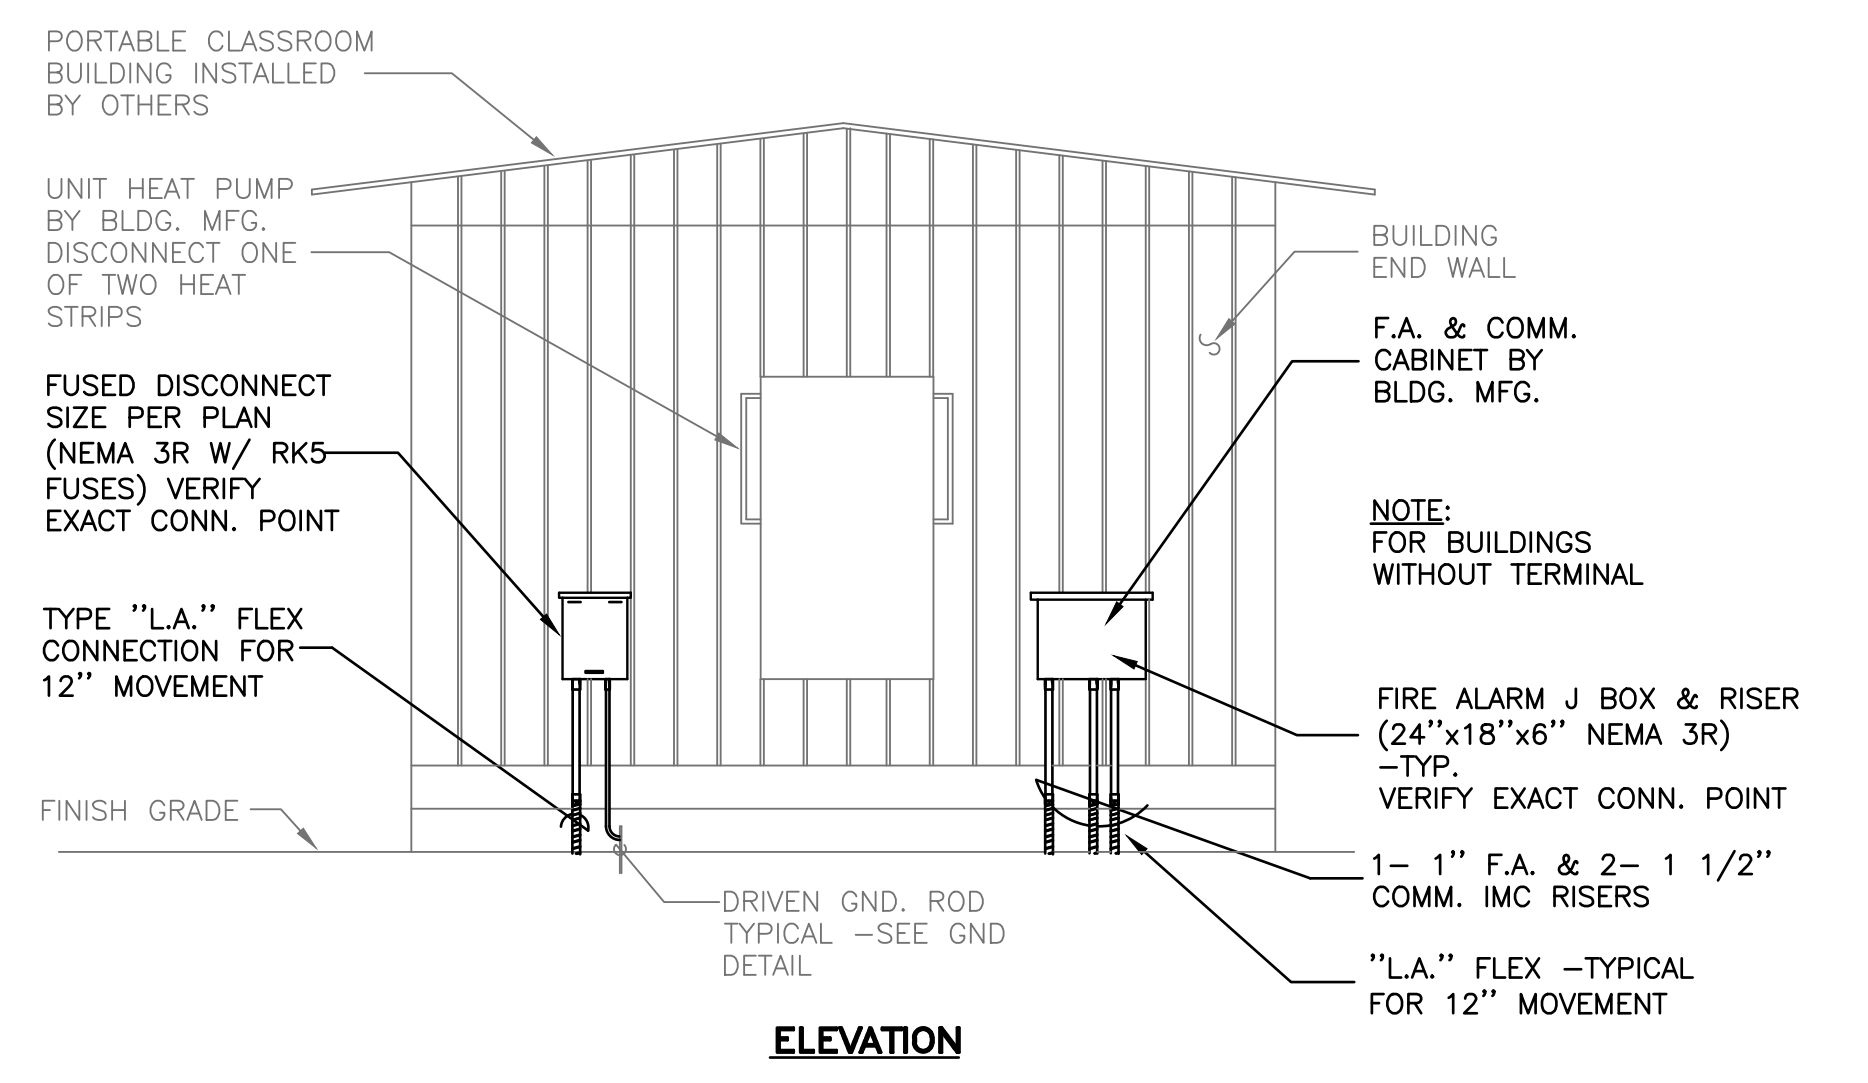 PORTABLE CLASSROOM
BUILDING INSTALLED
BY OTHERS
UNIT HEAT PUMP
BY BLDG. MFG.
DISCONNECT ONE
OF TWO HEAT
STRIPS
FUSED DISCONNECT
SIZE PER PLAN
(NEMA 3R W/ RK5
FUSES) VERIFY
EXACT CONN. POINT
TYPE "L.A." FLEX
CONNECTION FOR
12" MOVEMENT
FINISH GRADE
DRIVEN GND. ROD
TYPICAL -SEE GND
DETAIL
BUILDING
END WALL
F.A. & COMM.
CABINET BY
BLDG. MFG.
NOTE:
FOR BUILDINGS
WITHOUT TERMINAL
FIRE ALARM J BOX & RISER
(24"x18"x6" NEMA 3R)
-TYP.
VERIFY EXACT CONN. POINT
1- 1" F.A. & 2- 1 1/2"
COMM. IMC RISERS
"L.A." FLEX -TYPICAL
FOR 12" MOVEMENT
ELEVATION